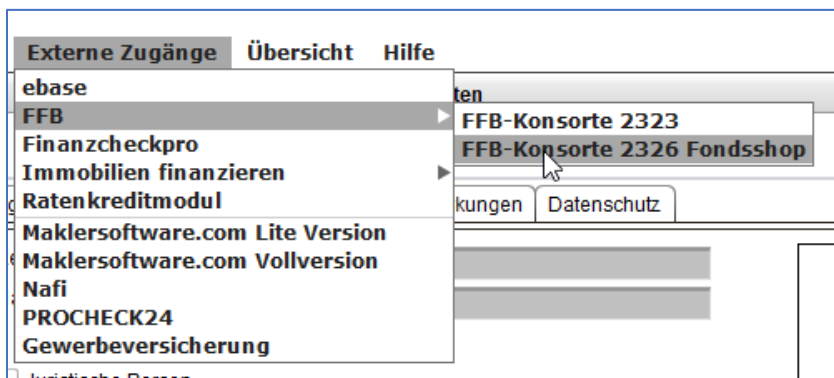 Externe Zugänge Übersicht Hilfe
ebase
ten
FFB
FFB-Konsorte 2323
Finanzcheckpro
FFB-Konsorte 2326 Fondsshop
Immobilien finanzieren
Ratenkreditmodul
kungen Datenschutz
Maklersoftware.com Lite Version
Maklersoftware.com Vollversion
Nafi
PROCHECK24
Gewerbeversicherung